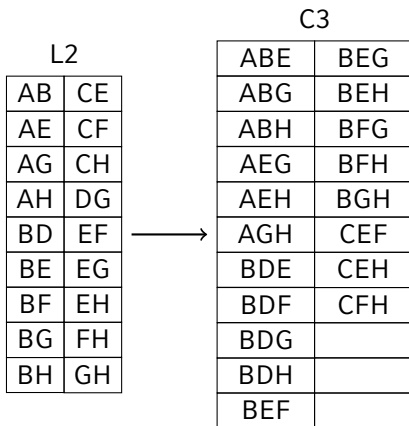 C3
L2
AB CE
AE CF
AG CH
AH DG
BD EF
BE EG
BF EH
BG FH
BH GH
ABE BEG
ABG BEH
ABH BFG
AEG BFH
AEH BGH
AGH CEF
BDE CEH
BDF CFH
BDG
BDH
BEF